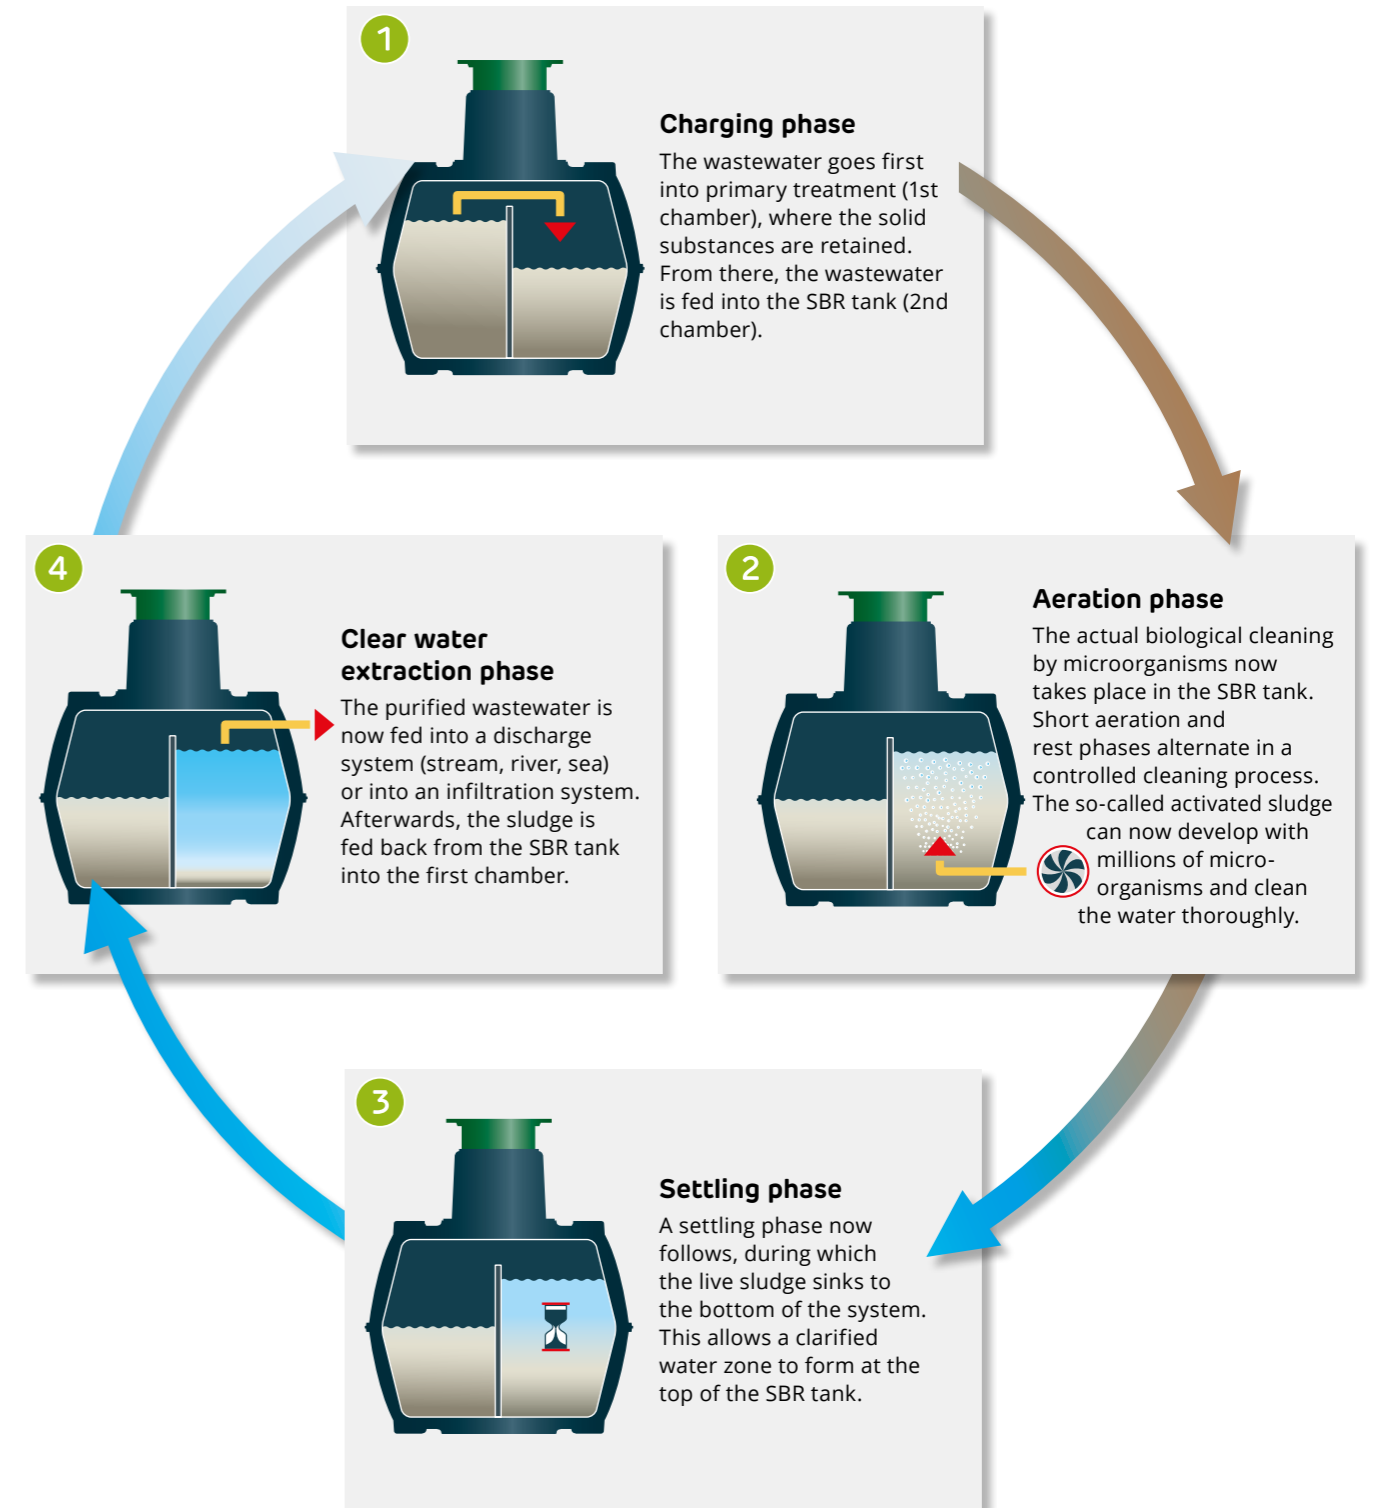 1
Charging phase
The wastewater goes first
into primary treatment (1st
chamber), where the solid
substances are retained.
From there, the wastewater
is fed into the SBR tank (2nd
chamber).
2
Aeration phase
The actual biological cleaning
by microorganisms now
takes place in the SBR tank.
Short aeration and
rest phases alternate in a
controlled cleaning process.
The so-called activated sludge
can now develop with
millions of micro-
organisms and clean
the water thoroughly.
3
Settling phase
A settling phase now
follows, during which
the live sludge sinks to
the bottom of the system.
This allows a clarified
water zone to form at the
top of the SBR tank.
4
Clear water
extraction phase
The purified wastewater is
now fed into a discharge
system (stream, river, sea)
or into an infiltration system.
Afterwards, the sludge is
fed back from the SBR tank
into the first chamber.